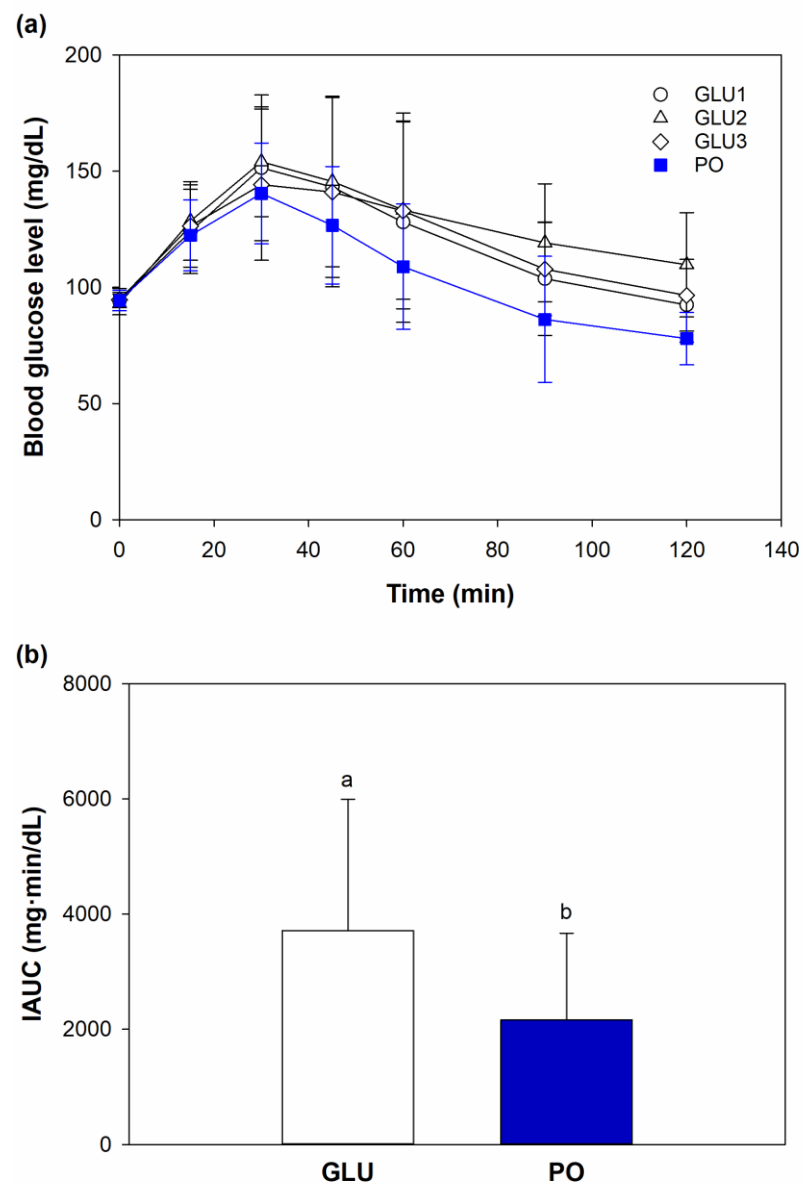 (a)
200
150
100
50
0
Blood glucose level (mg/dL)
GLU1
GLU2
GLU3
PO
0 20 40 60 80 100 120 140
Time (min)
(b)
8000
6000
4000
2000
0
IAUC (mg·min/dL)
a
b
GLU PO